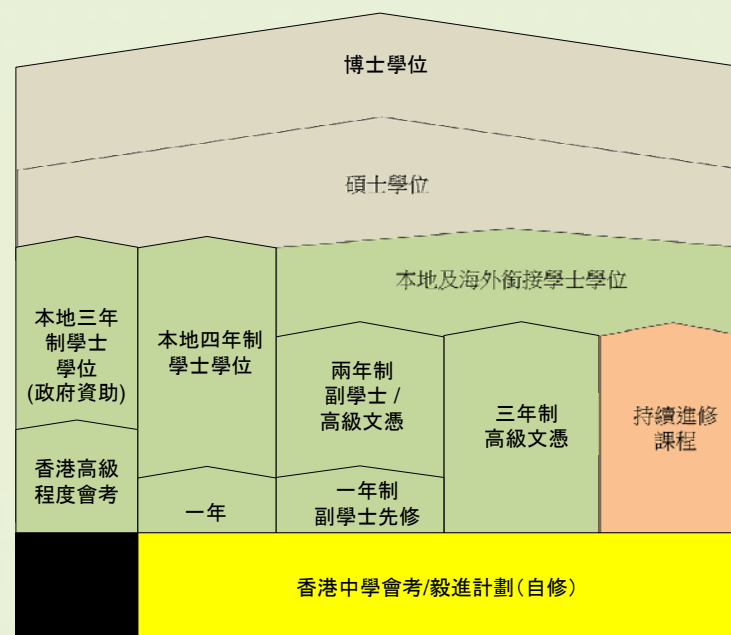 博士學位
碩士學位
本地及海外銜接學士學位
本地三年
制學士
學位
(政府資助)
本地四年制
學士學位
兩年制
副學士 /
高級文憑
三年制
高級文憑
持續進修
課程
香港高級
程度會考
一年
一年制
副學士先修
香港中學會考/毅進計劃(自修)